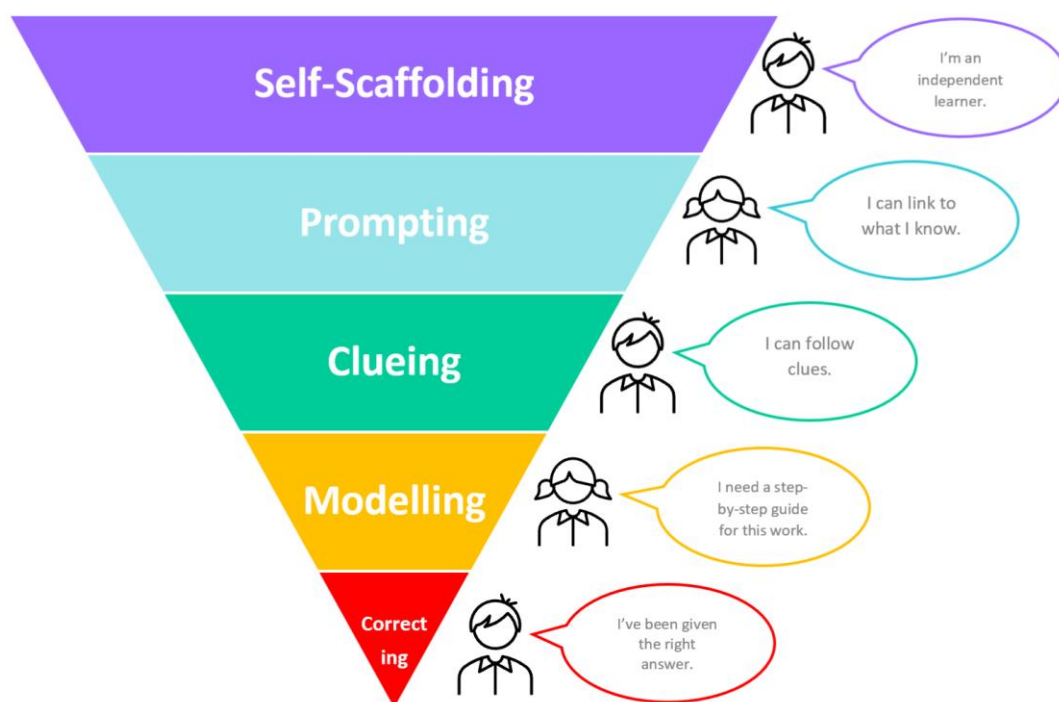 Self-Scaffolding
I'm an
independent
learner.
Prompting
I can link to
what I know.
Clueing
I can follow
clues.
Modelling
I need a step-
by-step guide
for this work.
Correct
ing
I've been given
the right
answer.